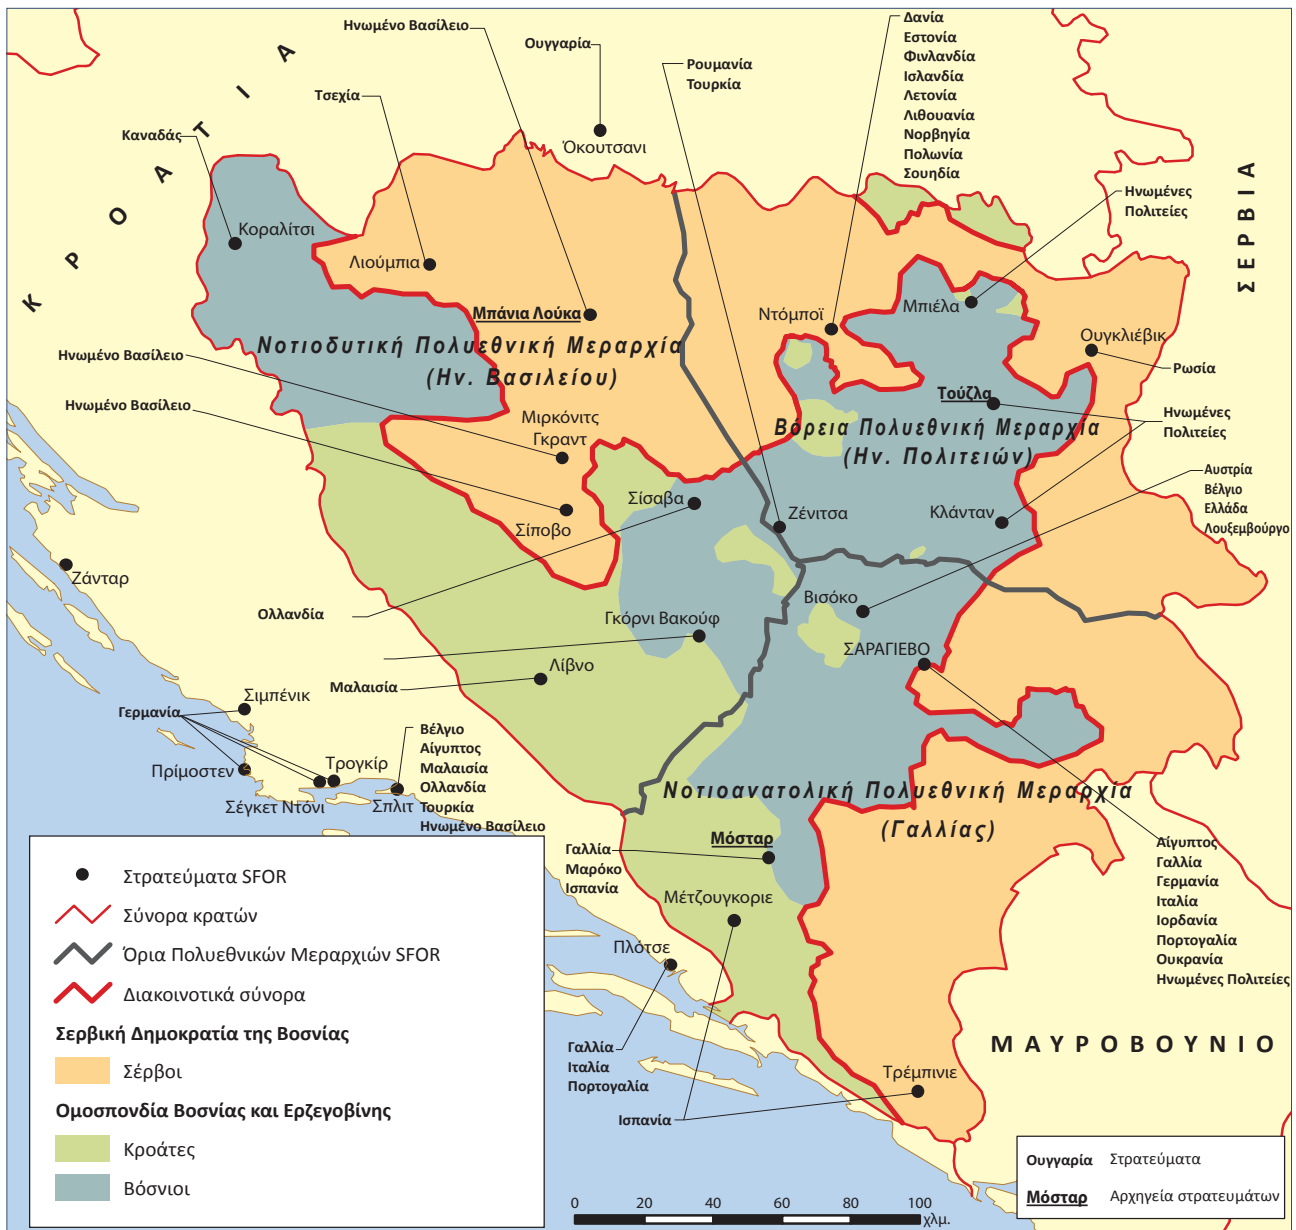 Ηνωμένο Βασίλειο
Ουγγαρία
Όκουτσανι
Ρουμανία
Τουρκία
Δανία
Εστονία
Φινλανδία
Ισλανδία
Λετονία
Λιθουανία
Νορβηγία
Πολωνία
Σουηδία
Τσεχία
Καναδάς
ΚΡΟΑΤΙΑ
ΣΕΡΒΙΑ
Ηνωμένες
Πολιτείες
Κοραλίτσι
Λιούμπια
Μπάνια Λούκα
Ντόμποϊ
Μπιέλα
Ουγκλιέβικ
Ρωσία
Νοτιοδυτική Πολυεθνική Μεραρχία
(Ην. Βασιλείου)
Ηνωμένο Βασίλειο
Ηνωμένο Βασίλειο
Μιρκόνιτς
Γκραντ
Τούζλα
Ηνωμένες
Πολιτείες
Βόρεια Πολυεθνική Μεραρχία
(Ην. Πολιτειών)
Αυστρία
Βέλγιο
Ελλάδα
Λουξεμβούργο
Σίσαβα
Σίποβο
Ζένιτσα
Κλάνταν
Ζάνταρ
Ολλανδία
Γκόρνι Βακούφ
Βισόκο
ΣΑΡΑΓΙΕΒΟ
Λίβνο
Μαλαισία
Σιμπένικ
Γερμανία
Πρίμοστεν
Τρογκίρ
Σέγκετ Ντόνι
Σπλιτ
Βέλγιο
Αίγυπτος
Μαλαισία
Ολλανδία
Τουρκία
Ηνωμένο Βασίλειο
Νοτιοανατολική Πολυεθνική Μεραρχία
(Γαλλίας)
Μόσταρ
Γαλλία
Μαρόκο
Ισπανία
Μέτζουγκοριε
Πλότσε
Αίγυπτος
Γαλλία
Γερμανία
Ιταλία
Ιορδανία
Πορτογαλία
Ουκρανία
Ηνωμένες Πολιτείες
Γαλλία
Ιταλία
Πορτογαλία
Ισπανία
Τρέμπινιε
ΜΑΥΡΟΒΟΥΝΙΟ
Στρατεύματα SFOR
Σύνορα κρατών
Όρια Πολυεθνικών Μεραρχιών SFOR
Διακοινοτικά σύνορα
Σερβική Δημοκρατία της Βοσνίας
Σέρβοι
Ομοσπονδία Βοσνίας και Ερζεγοβίνης
Κροάτες
Βόσνιοι
0 20 40 60 80 100
χλμ.
Ουγγαρία Στρατεύματα
Μόσταρ Αρχηγεία στρατευμάτων